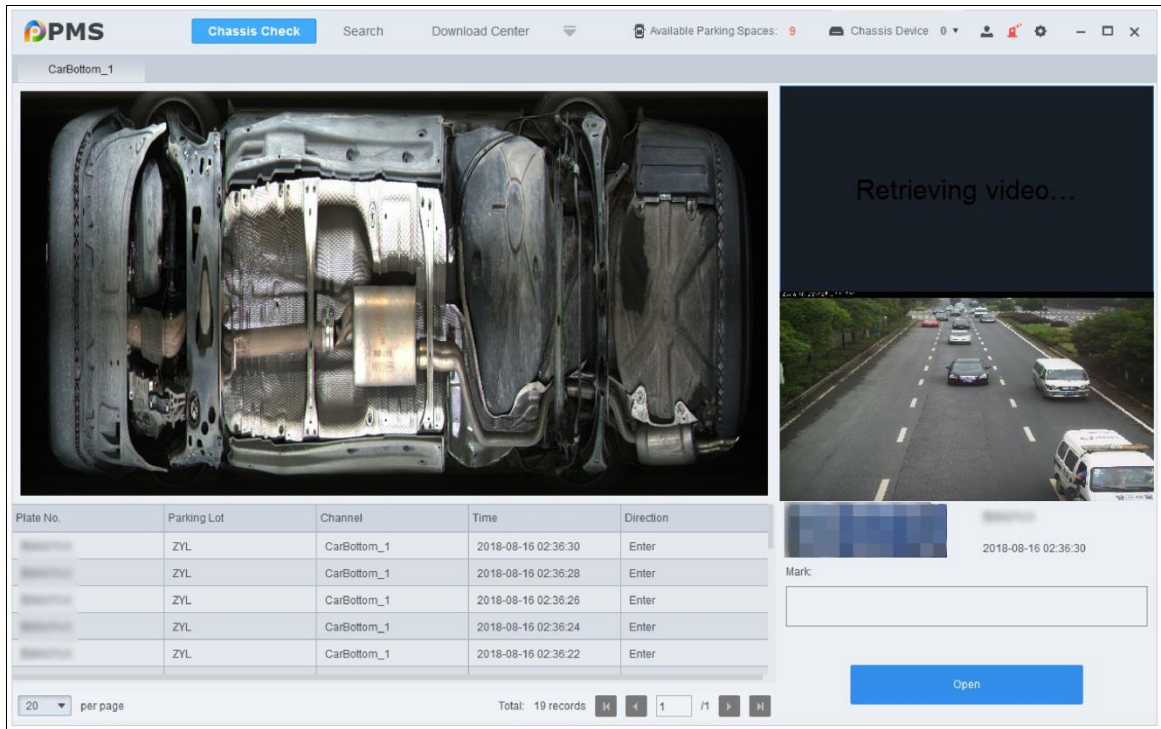 PPMS Chassis Check Search Download Center Available Parking Spaces: 9 Chassis Device 0
CarBottom_1
Retrieving video...
Plate No. Parking Lot Channel Time Direction
ZYL CarBottom_1 2018-08-16 02:36:30 Enter
ZYL CarBottom_1 2018-08-16 02:36:28 Enter
ZYL CarBottom_1 2018-08-16 02:36:26 Enter
ZYL CarBottom_1 2018-08-16 02:36:24 Enter
ZYL CarBottom_1 2018-08-16 02:36:22 Enter
2018-08-16 02:36:30
Mark:
Open
20 per page Total: 19 records 1 /1